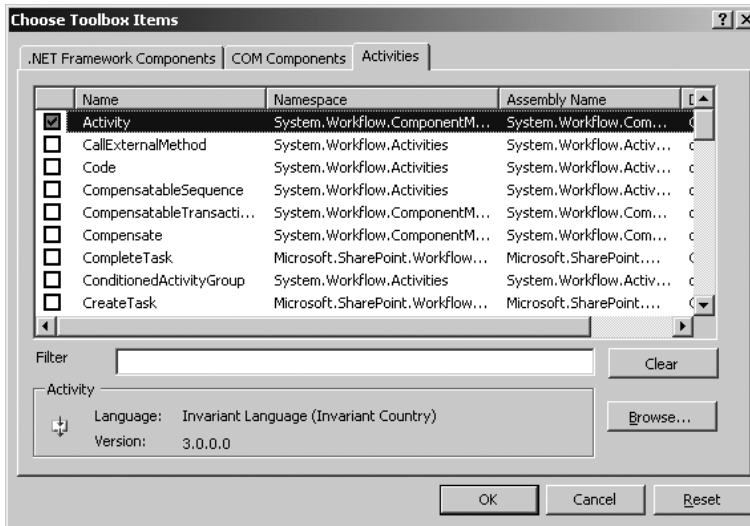 Choose Toolbox Items
.NET Framework Components COM Components Activities
Name Namespace Assembly Name
Activity System.Workflow.ComponentM... System.Workflow.Com...
CallExternalMethod System.Workflow.Activities System.Workflow.Activ...
Code System.Workflow.Activities System.Workflow.Activ...
CompensatableSequence System.Workflow.Activities System.Workflow.Activ...
CompensatableTransacti... System.Workflow.ComponentM... System.Workflow.Com...
Compensate System.Workflow.ComponentM... System.Workflow.Com...
CompleteTask Microsoft.SharePoint.Workflow... Microsoft.SharePoint....
ConditionedActivityGroup System.Workflow.Activities System.Workflow.Activ...
CreateTask Microsoft.SharePoint.Workflow... Microsoft.SharePoint....
Filter Clear
Activity
Language: Invariant Language (Invariant Country) Browse...
Version: 3.0.0.0
OK Cancel Reset